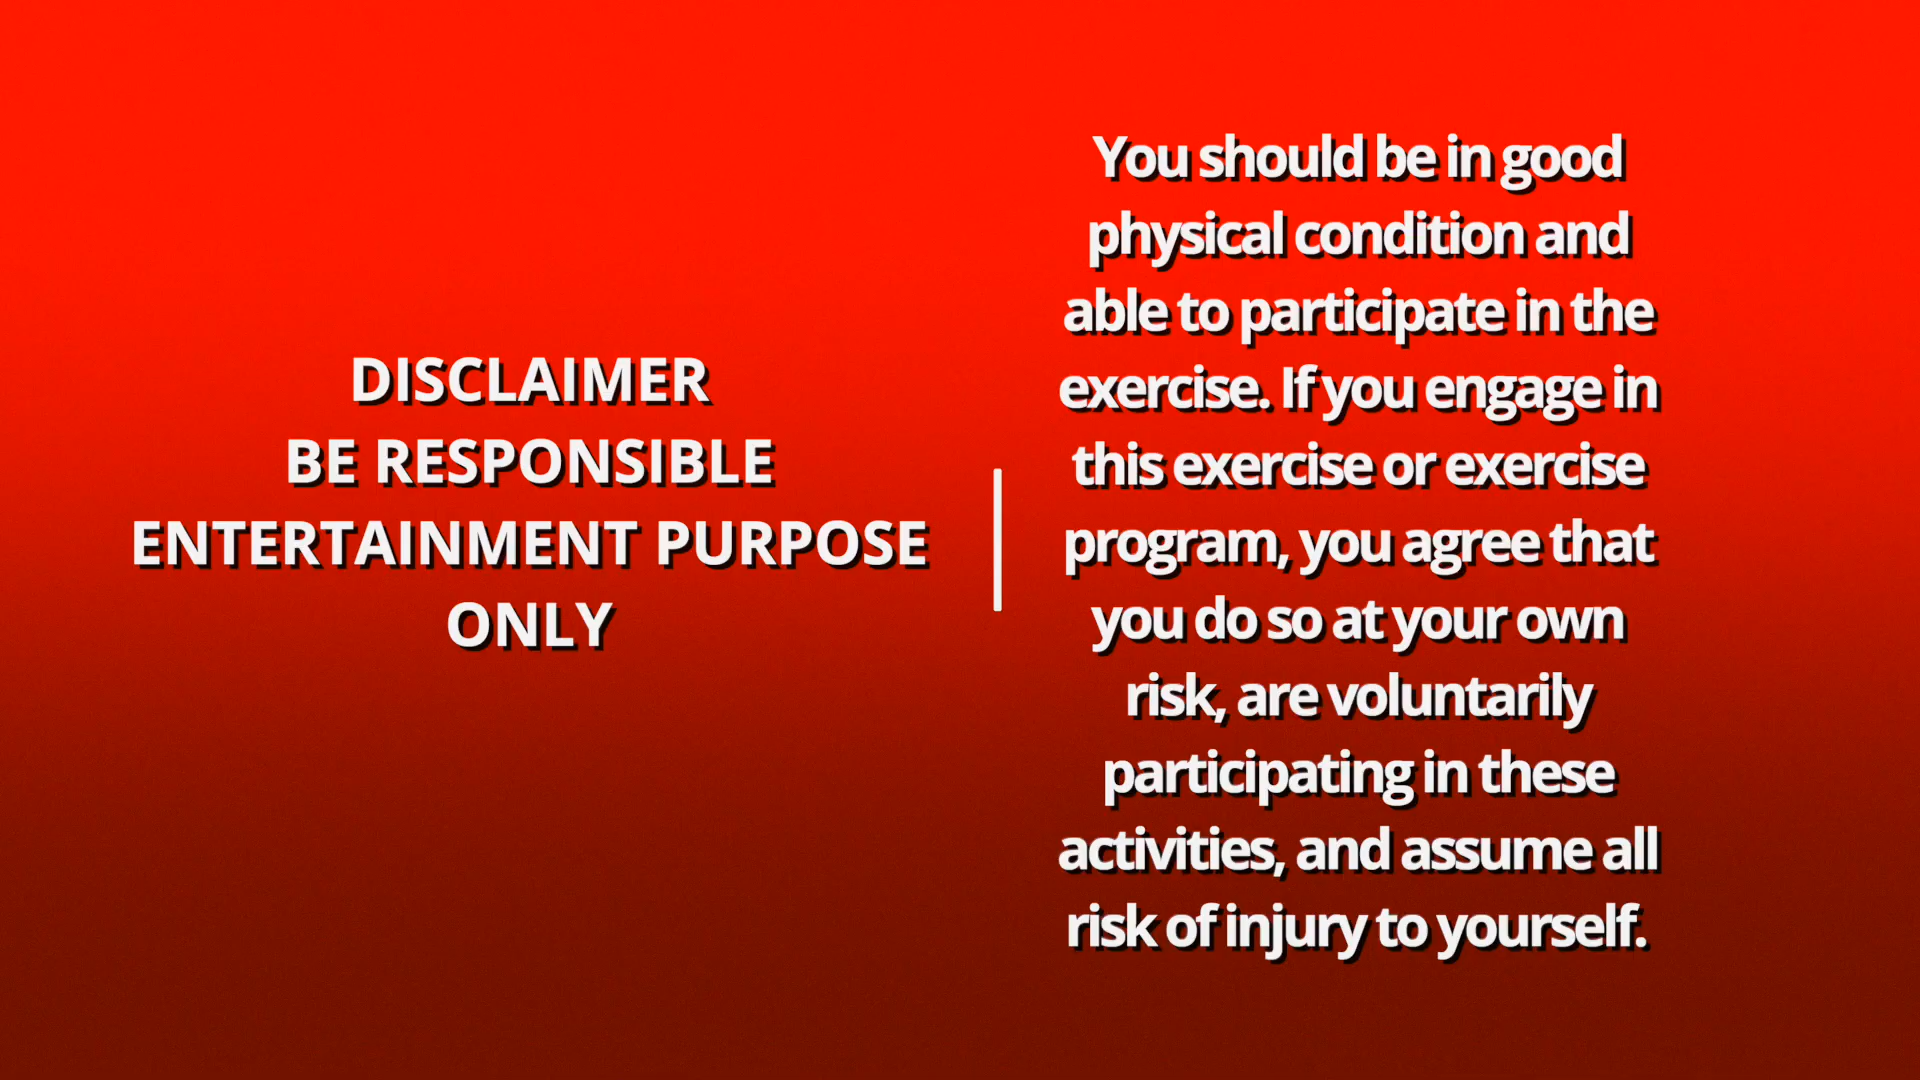 DISCLAIMER
BE RESPONSIBLE
ENTERTAINMENT PURPOSE
ONLY
You should be in good
physical condition and
able to participate in the
exercise. If you engage in
this exercise or exercise
program, you agree that
you do so at your own
risk, are voluntarily
participating in these
activities, and assume all
risk of injury to yourself.